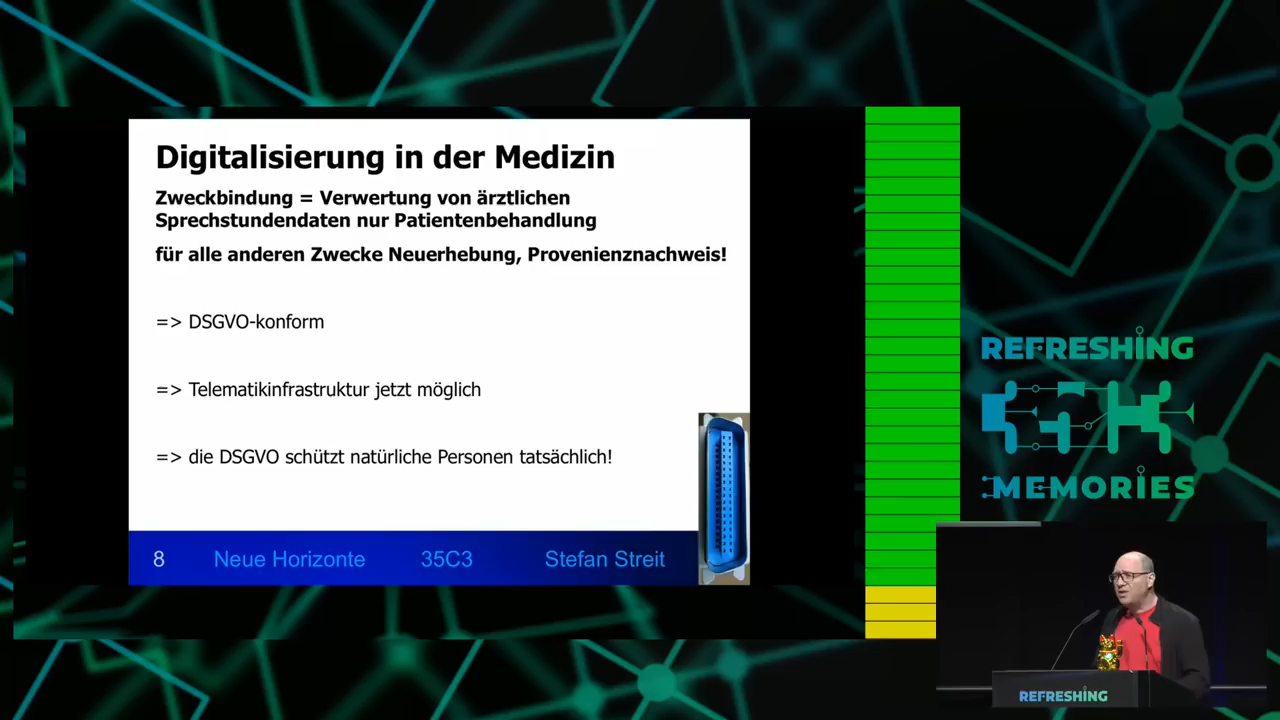 Digitalisierung in der Medizin
Zweckbindung = Verwertung von ärztlichen
Sprechstundendaten nur Patientenbehandlung
für alle anderen Zwecke Neuerhebung, Provenienznachweis!
=> DSGVO-konform
=> Telematikinfrastruktur jetzt möglich
=> die DSGVO schützt natürliche Personen tatsächlich!
8 Neue Horizonte 35C3 Stefan Streit
REFRESHING
35C3
MEMORIES
REFRESHING